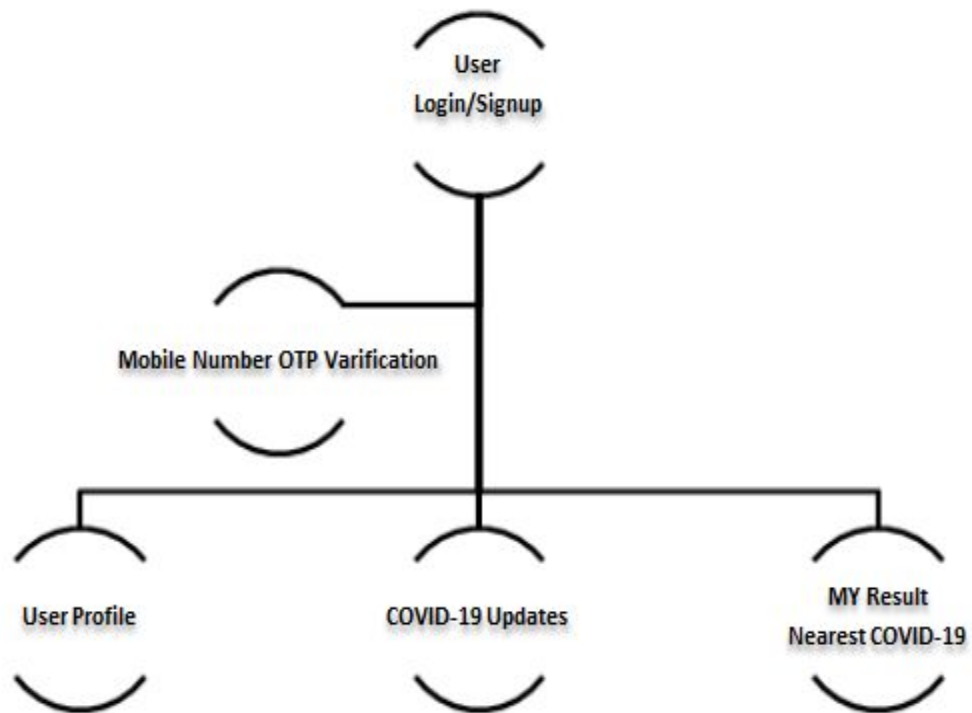 User
Login/Signup
Mobile Number OTP Varification
User Profile
COVID-19 Updates
MY Result
Nearest COVID-19